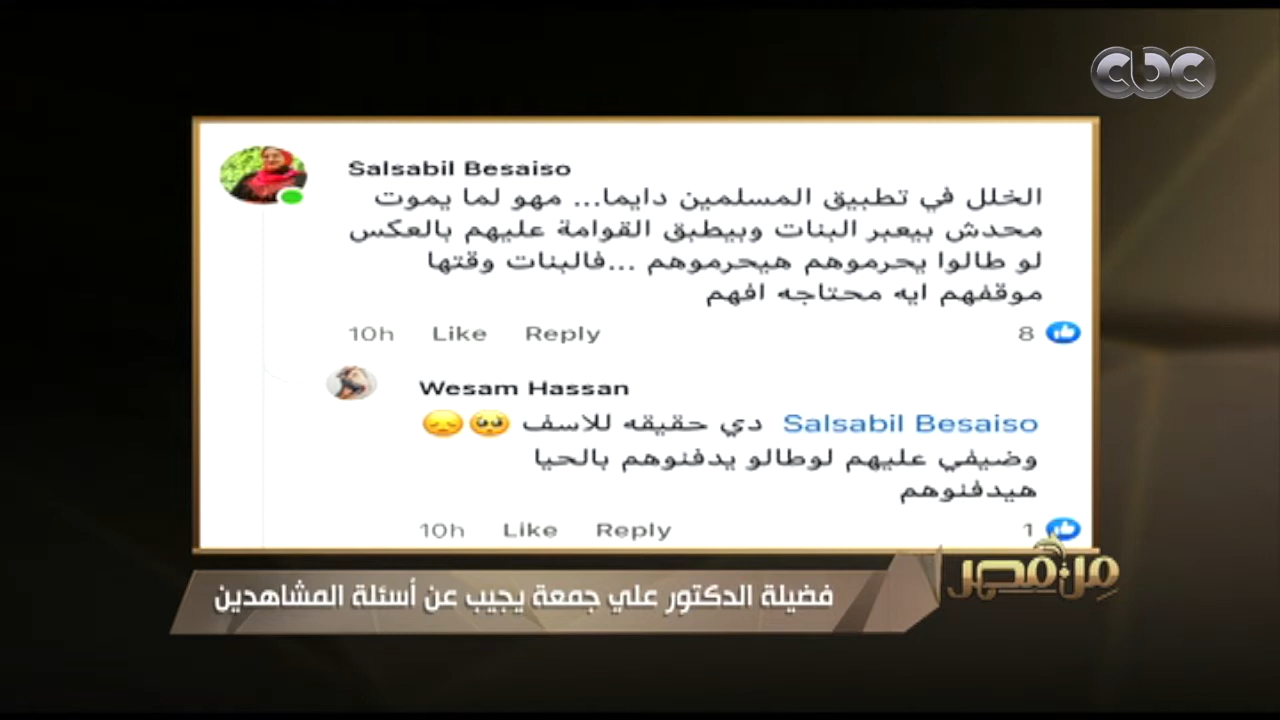 cbc
Salsabil Besaiso
الخلل في تطبيق المسلمين دايما... مهو لما يموت
محدش بيعبر البنات وبيطبق القوامة عليهم بالعكس
لو طالوا يحرموهم هيحرموهم ...فالبنات وقتها
موقفهم ايه محتاجه افهم
10h Like Reply 8
Wesam Hassan
Salsabil Besaiso دي حقيقه للاسف 🥺😞
وضيفي عليهم لوطالو يدفنوهم بالحيا
هيدفنوهم
10h Like Reply 1
من مصر
فضيلة الدكتور علي جمعة يجيب عن أسئلة المشاهدين